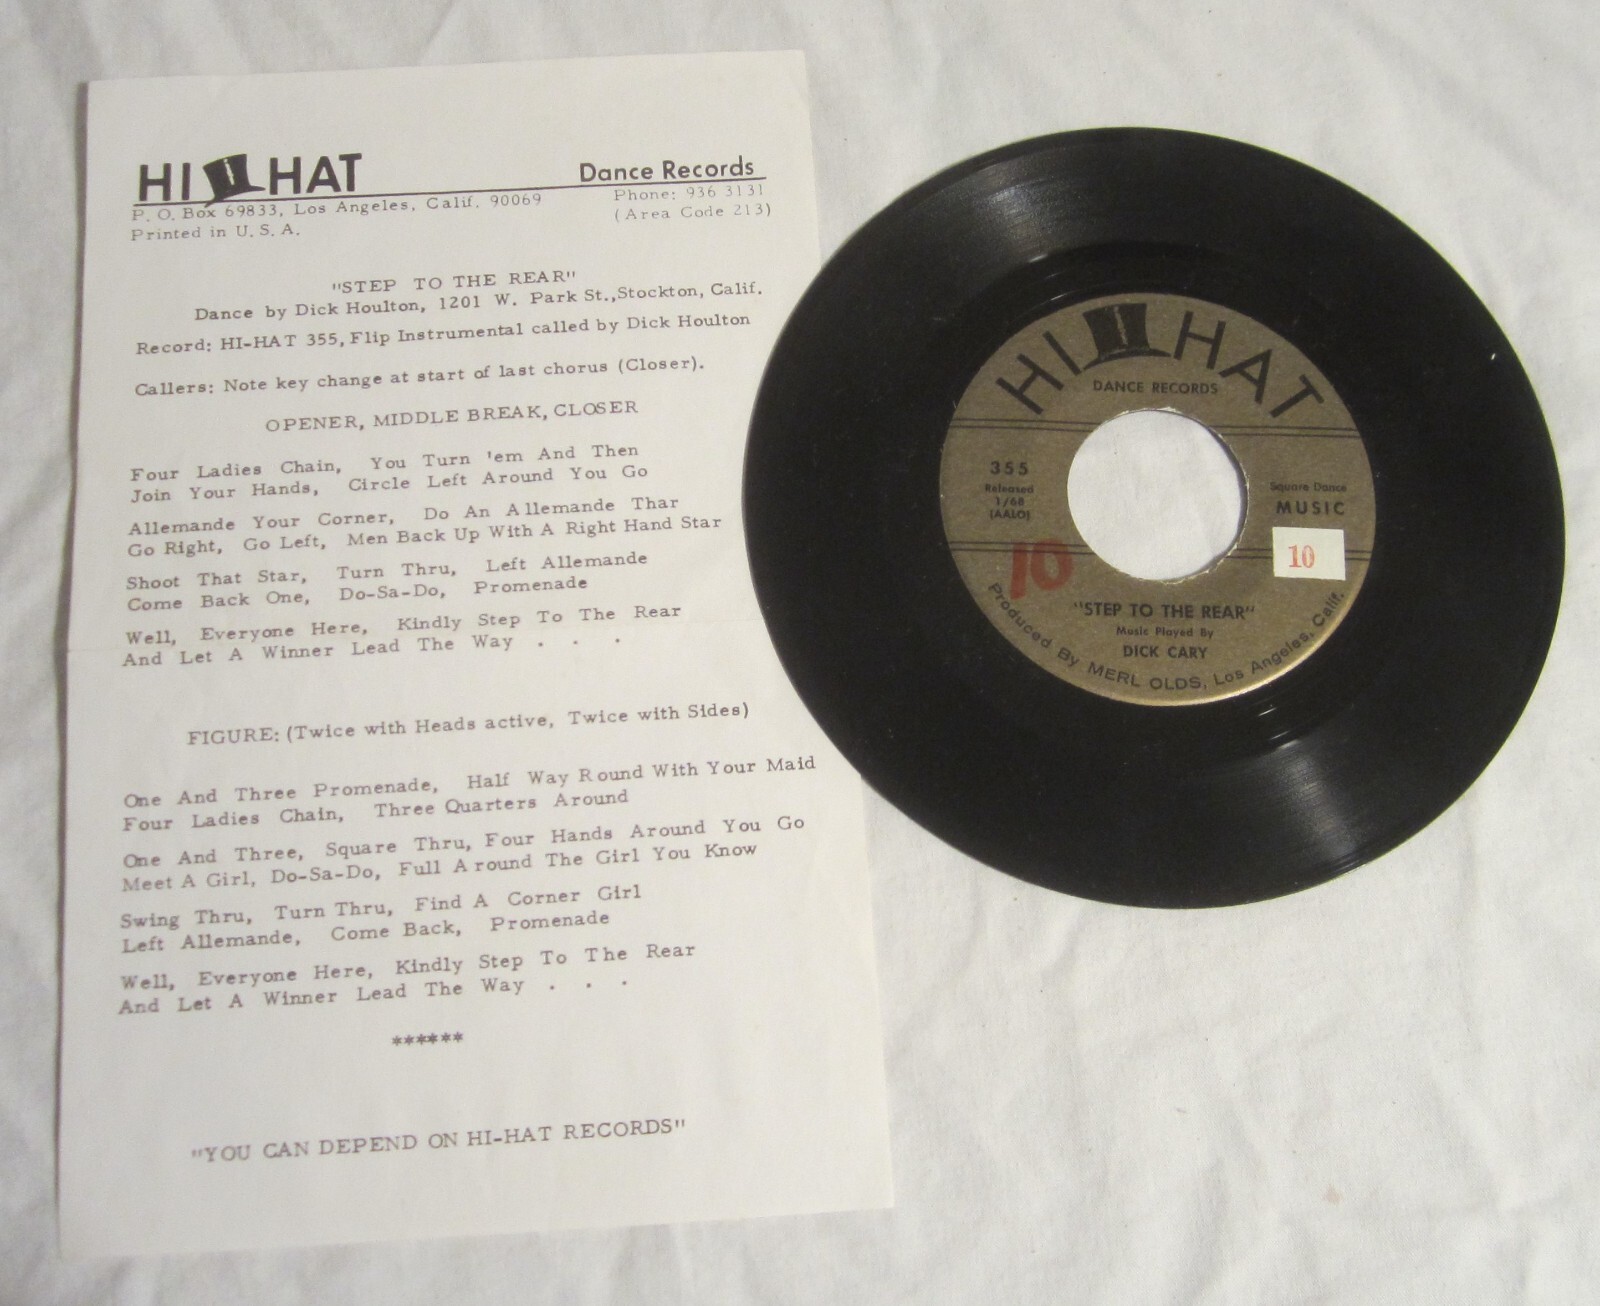 HI HAT Dance Records
P. O. Box 69833, Los Angeles, Calif. 90069 Phone: 936 3131
Printed in U. S. A. (Area Code 213)
"STEP TO THE REAR"
Dance by Dick Houlton, 1201 W. Park St., Stockton, Calif.
Record: HI-HAT 355, Flip Instrumental called by Dick Houlton
Callers: Note key change at start of last chorus (Closer).
OPENER, MIDDLE BREAK, CLOSER
Four Ladies Chain, You Turn 'em And Then
Join Your Hands, Circle Left Around You Go
Allemande Your Corner, Do An Allemande Thar
Go Right, Go Left, Men Back Up With A Right Hand Star
Shoot That Star, Turn Thru, Left Allemande
Come Back One, Do-Sa-Do, Promenade
Well, Everyone Here, Kindly Step To The Rear
And Let A Winner Lead The Way . . .
FIGURE: (Twice with Heads active, Twice with Sides)
One And Three Promenade, Half Way Round With Your Maid
Four Ladies Chain, Three Quarters Around
One And Three, Square Thru, Four Hands Around You Go
Meet A Girl, Do-Sa-Do, Full Around The Girl You Know
Swing Thru, Turn Thru, Find A Corner Girl
Left Allemande, Come Back, Promenade
Well, Everyone Here, Kindly Step To The Rear
And Let A Winner Lead The Way . . .
******
"YOU CAN DEPEND ON HI-HAT RECORDS"
HI HAT
DANCE RECORDS
355
Released
1/68
(AALO)
Square Dance
MUSIC
10
10
"STEP TO THE REAR"
Music Played By
DICK CARY
Produced By MERL OLDS, Los Angeles, Calif.